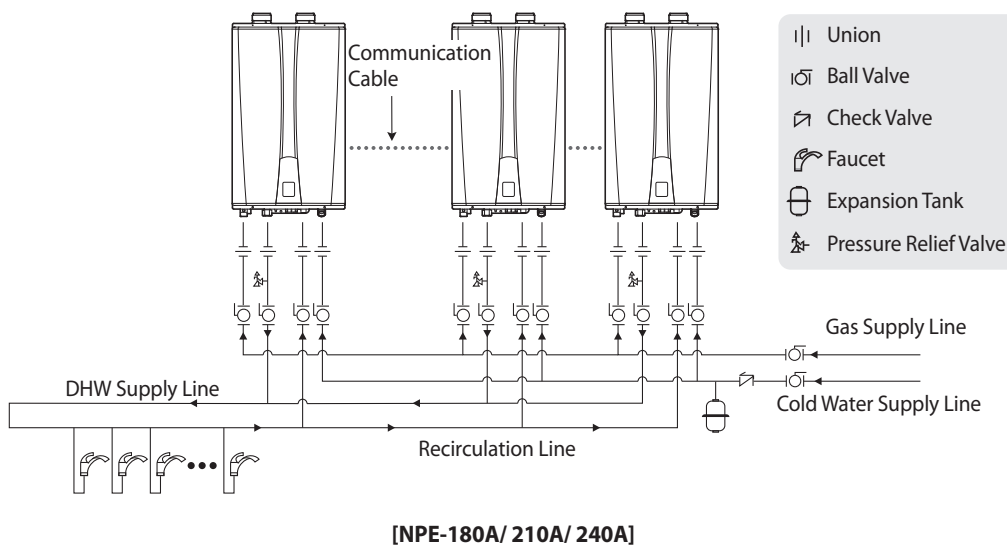 Communication
Cable
Union
Ball Valve
Check Valve
Faucet
Expansion Tank
Pressure Relief Valve
Gas Supply Line
DHW Supply Line
Cold Water Supply Line
Recirculation Line
[NPE-180A/ 210A/ 240A]